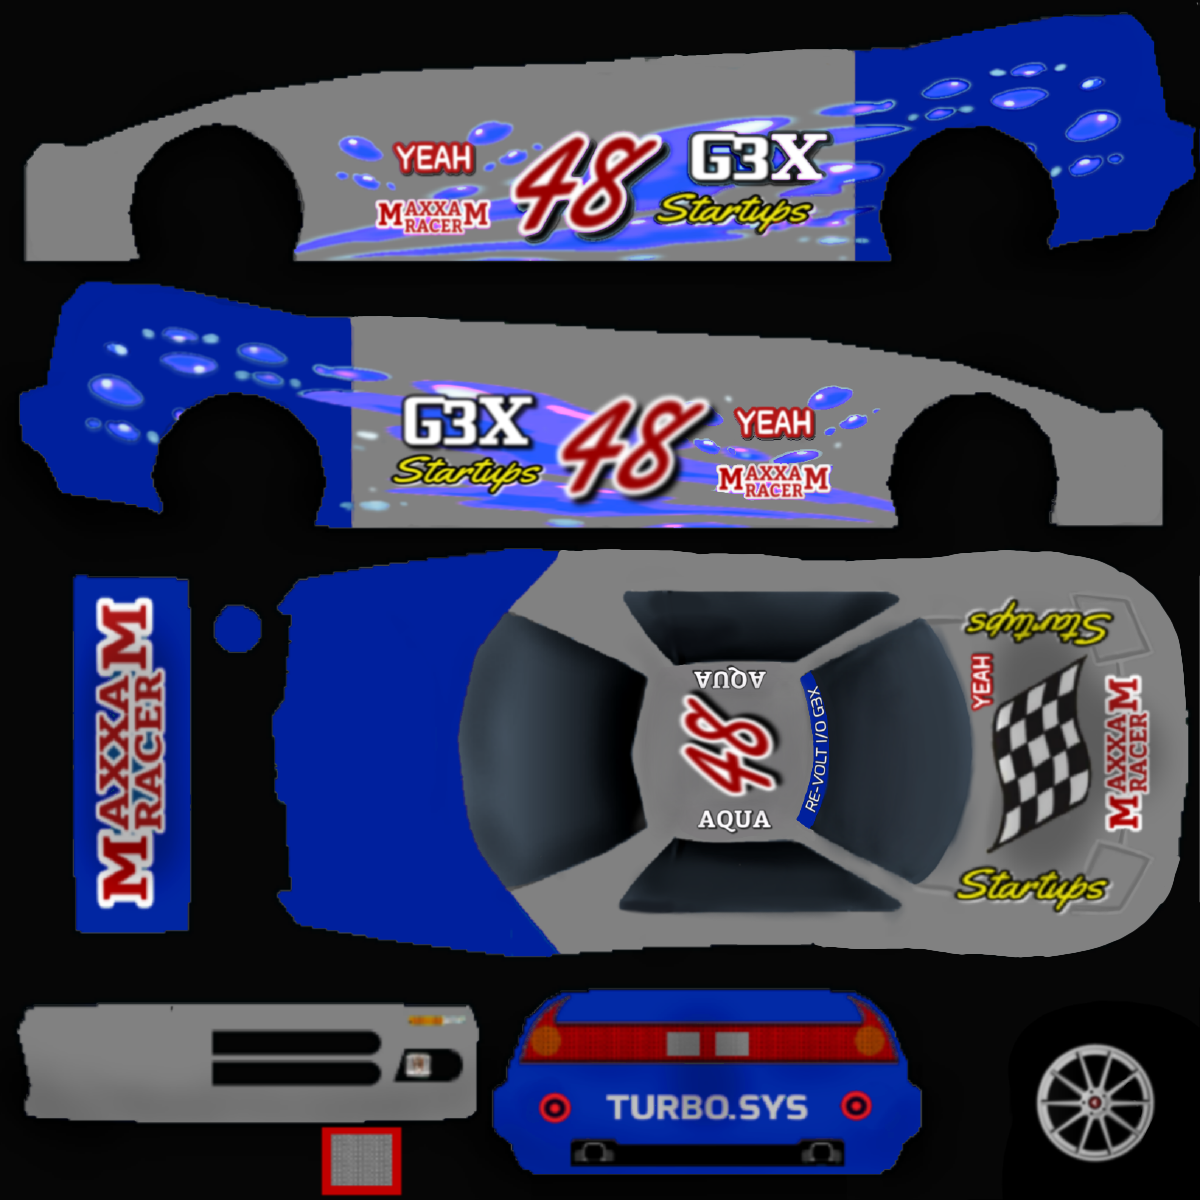 YEAH
MAXXAM
RACER
48
G3X
Startups
G3X
Startups
48
YEAH
MAXXAM
RACER
MAXXAM
RACER
AQUA
48
AQUA
RE-VOLT I/O G3X
Startups
YEAH
MAXXAM
RACER
Startups
TURBO.SYS